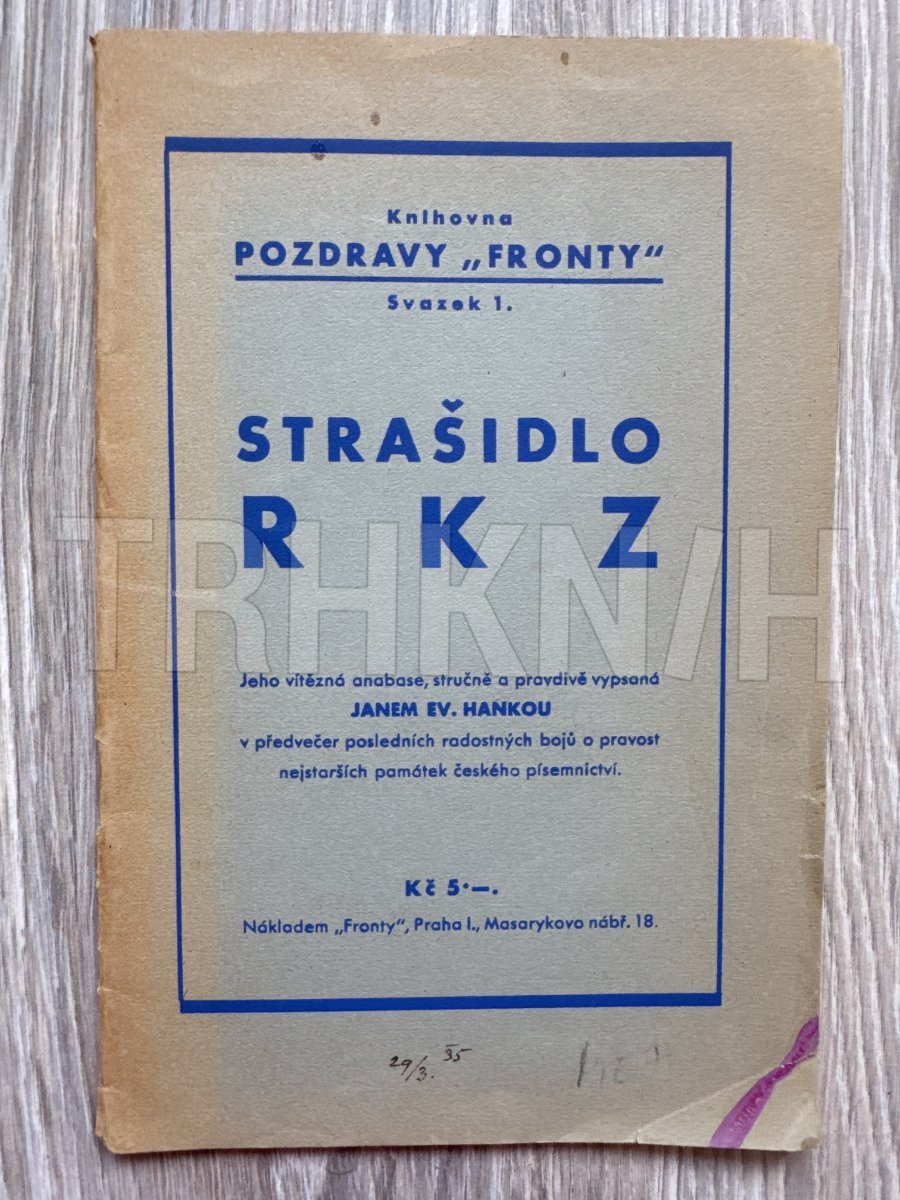 Knihovna
POZDRAVY „FRONTY“
Svazek 1.
STRAŠIDLO
R K Z
TRHKNIH
Jeho vítězná anabase, stručně a pravdivě vypsaná
JANEM EV. HANKOU
v předvečer posledních radostných bojů o pravost
nejstarších památek českého písemnictví.
Kč 5·—.
Nákladem „Fronty“, Praha I., Masarykovo nábř. 18.
29/3. 35